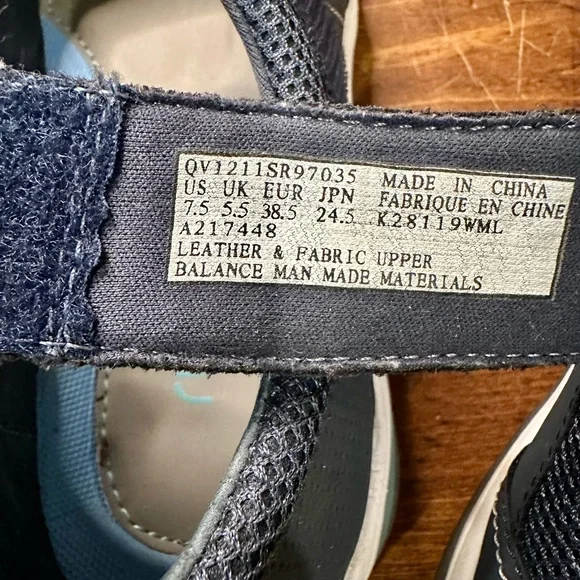 QV1211SR97035
US UK EUR JPN MADE IN CHINA
7.5 5.5 38.5 24.5 FABRIQUE EN CHINE
A217448 K28119WML
LEATHER & FABRIC UPPER
BALANCE MAN MADE MATERIALS